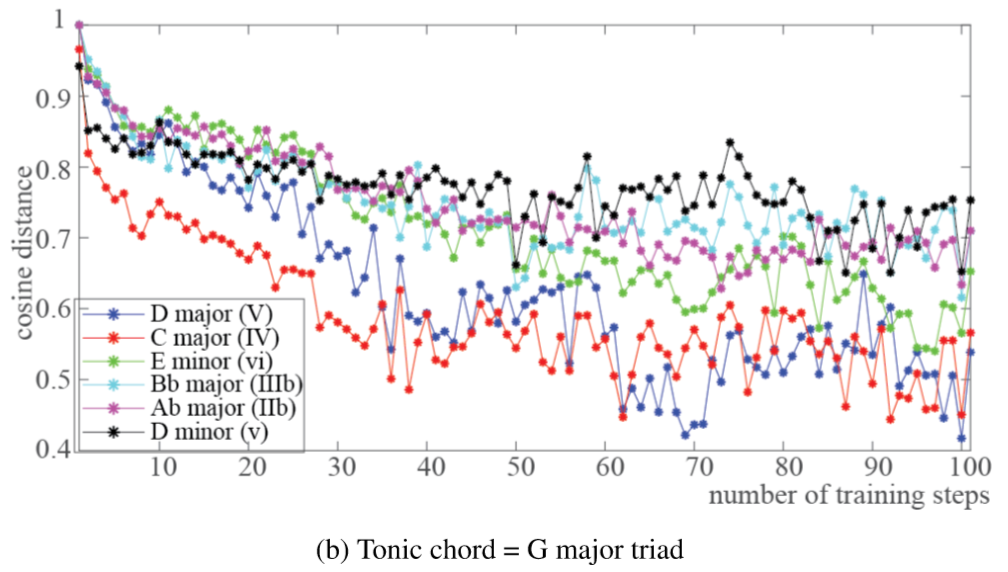 1
0.9
0.8
0.7
0.6
0.5
0.4
cosine distance
D major (V)
C major (IV)
E minor (vi)
Bb major (IIIb)
Ab major (IIb)
D minor (v)
10 20 30 40 50 60 70 80 90 100
number of training steps
(b) Tonic chord = G major triad